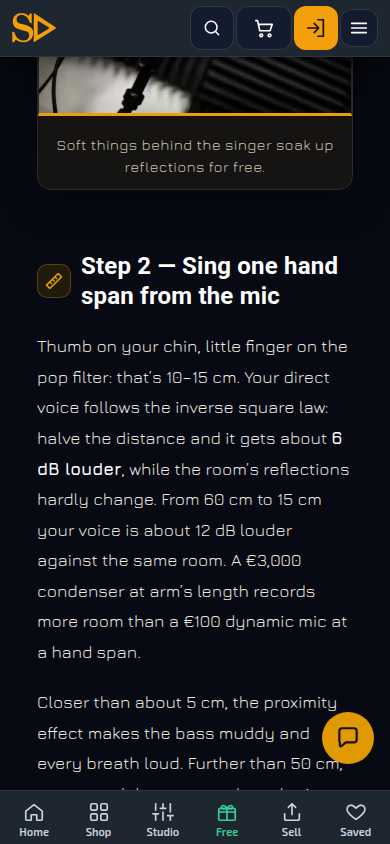 SD
Soft things behind the singer soak up
reflections for free.
Step 2 — Sing one hand
span from the mic
Thumb on your chin, little finger on the
pop filter: that's 10–15 cm. Your direct
voice follows the inverse square law:
halve the distance and it gets about 6
dB louder, while the room's reflections
hardly change. From 60 cm to 15 cm
your voice is about 12 dB louder
against the same room. A €3,000
condenser at arm's length records
more room than a €100 dynamic mic at
a hand span.
Closer than about 5 cm, the proximity
effect makes the bass muddy and
every breath loud. Further than 50 cm,
Home Shop Studio Free Sell Saved